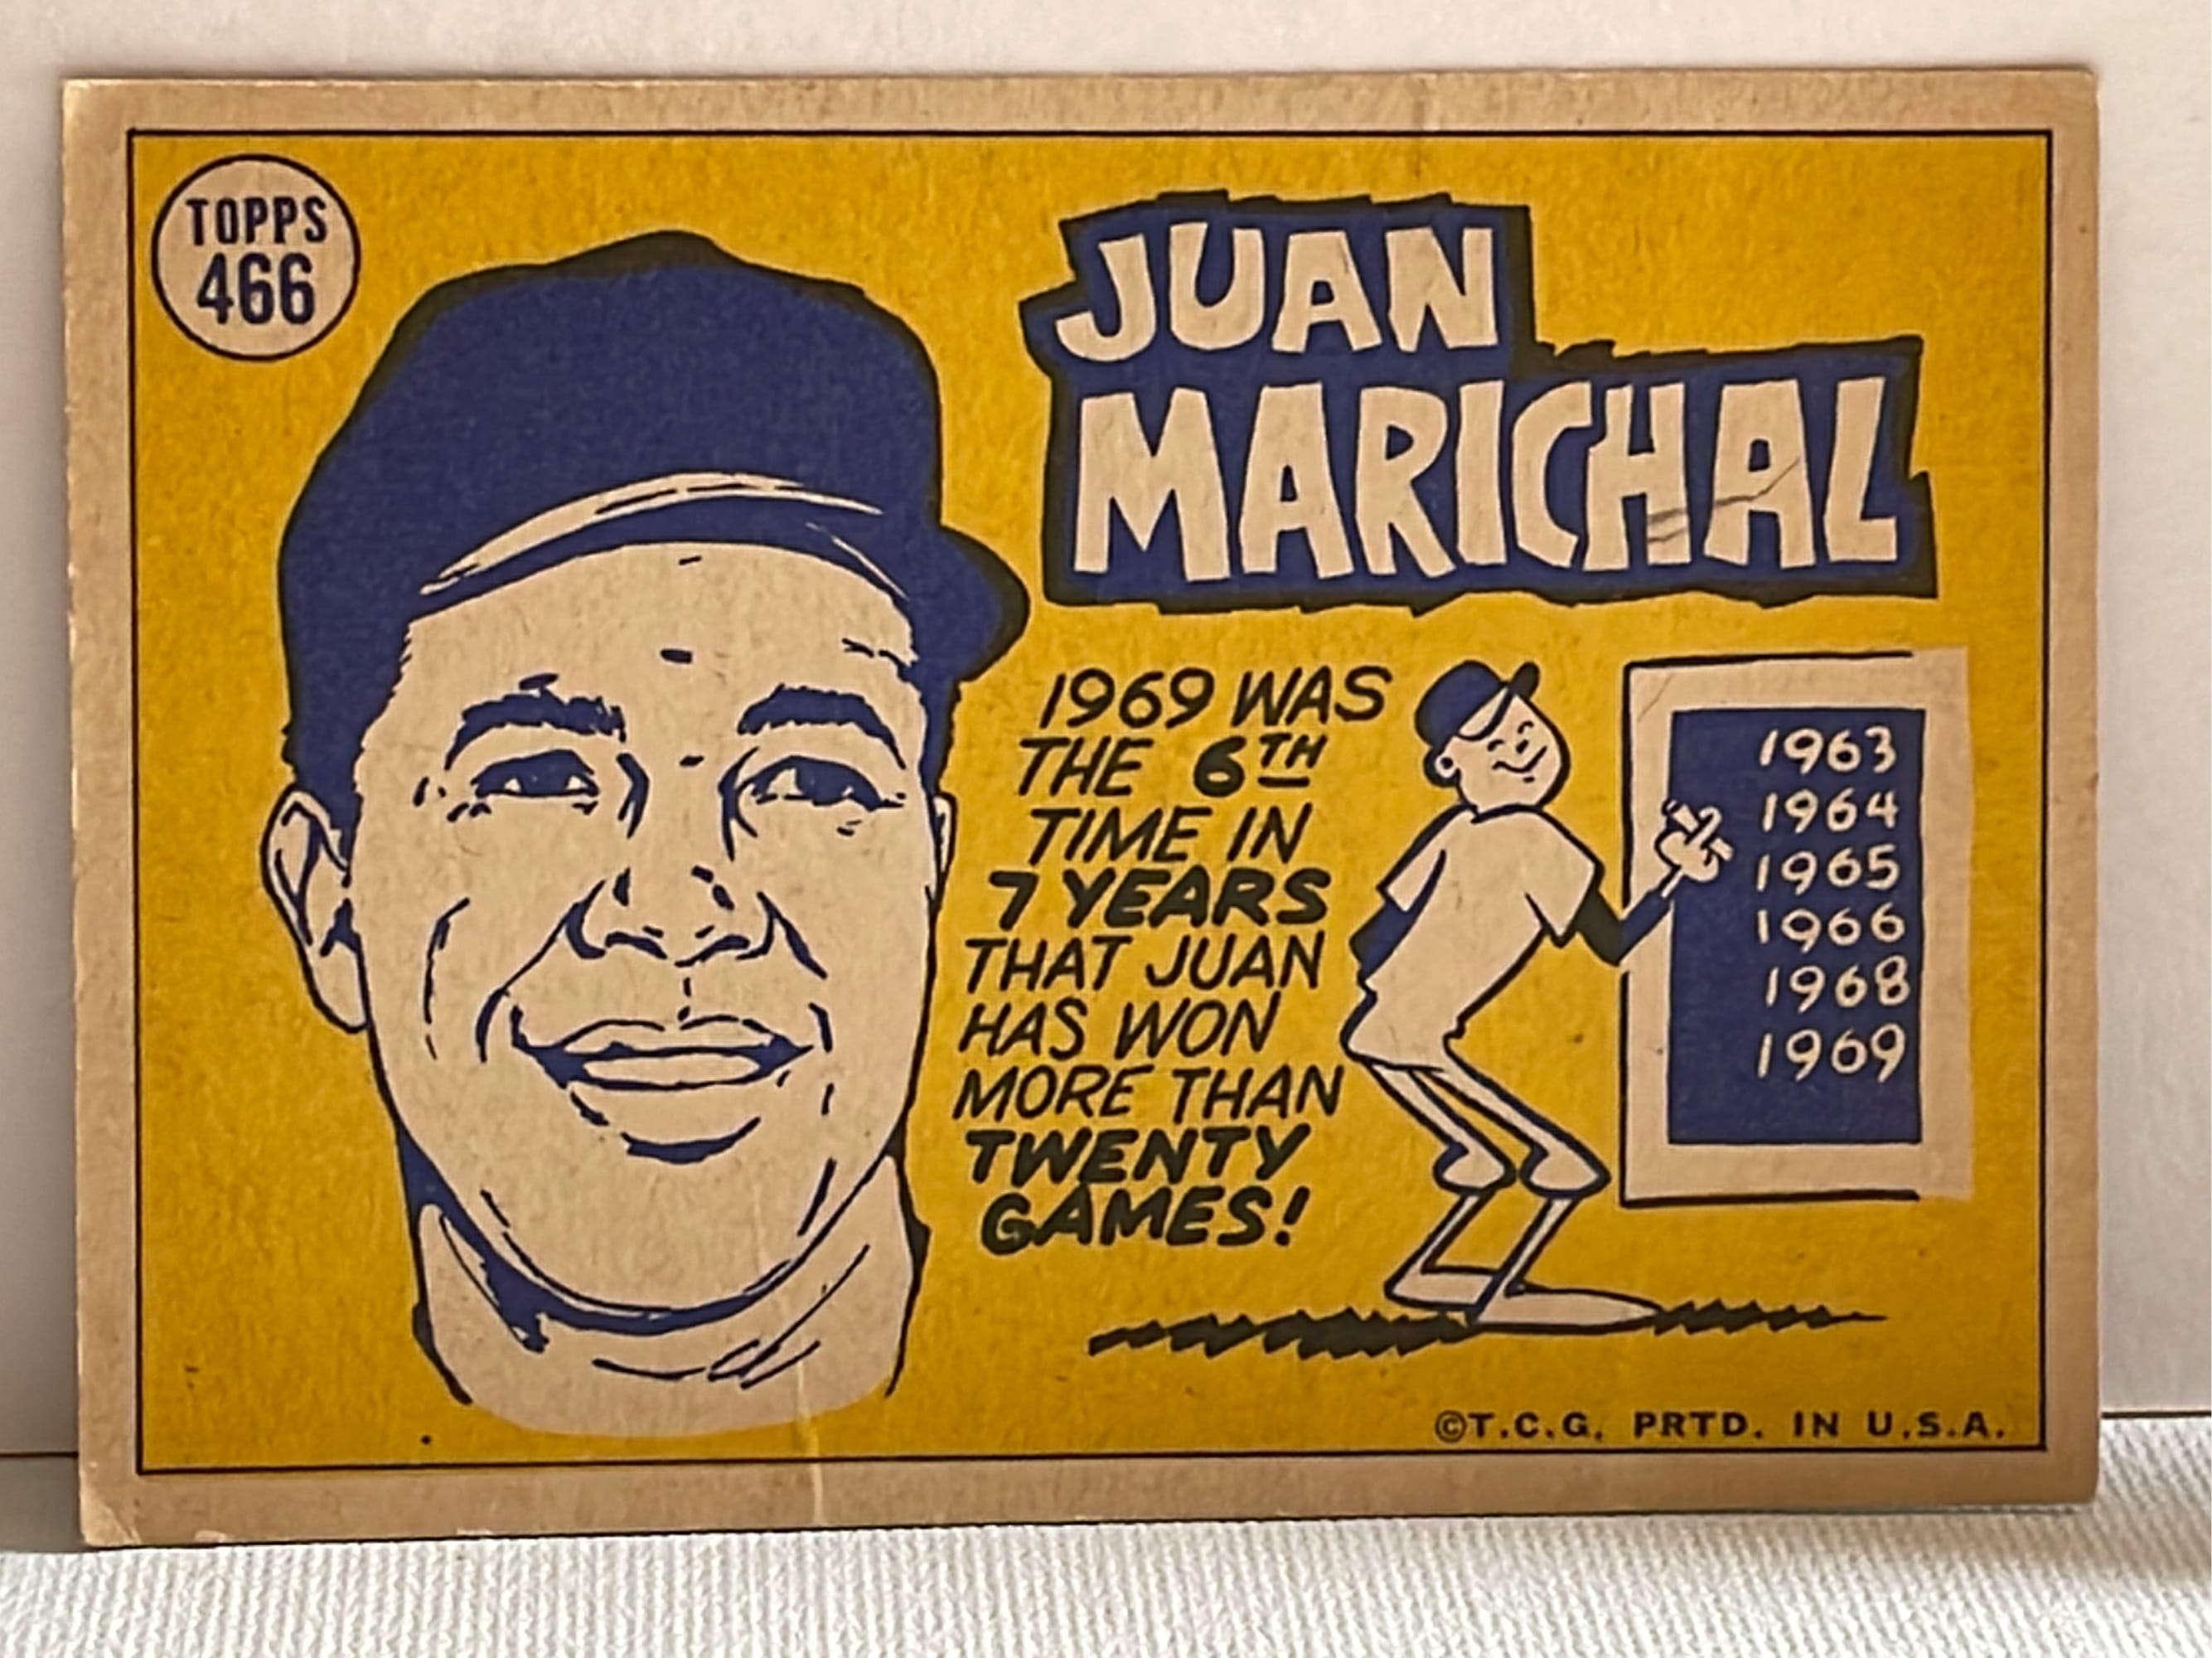 TOPPS
466
JUAN
MARICHAL
1969 WAS
THE 6TH
TIME IN
7 YEARS
THAT JUAN
HAS WON
MORE THAN
TWENTY
GAMES!
1963
1964
1965
1966
1968
1969
©T.C.G. PRTD. IN U.S.A.